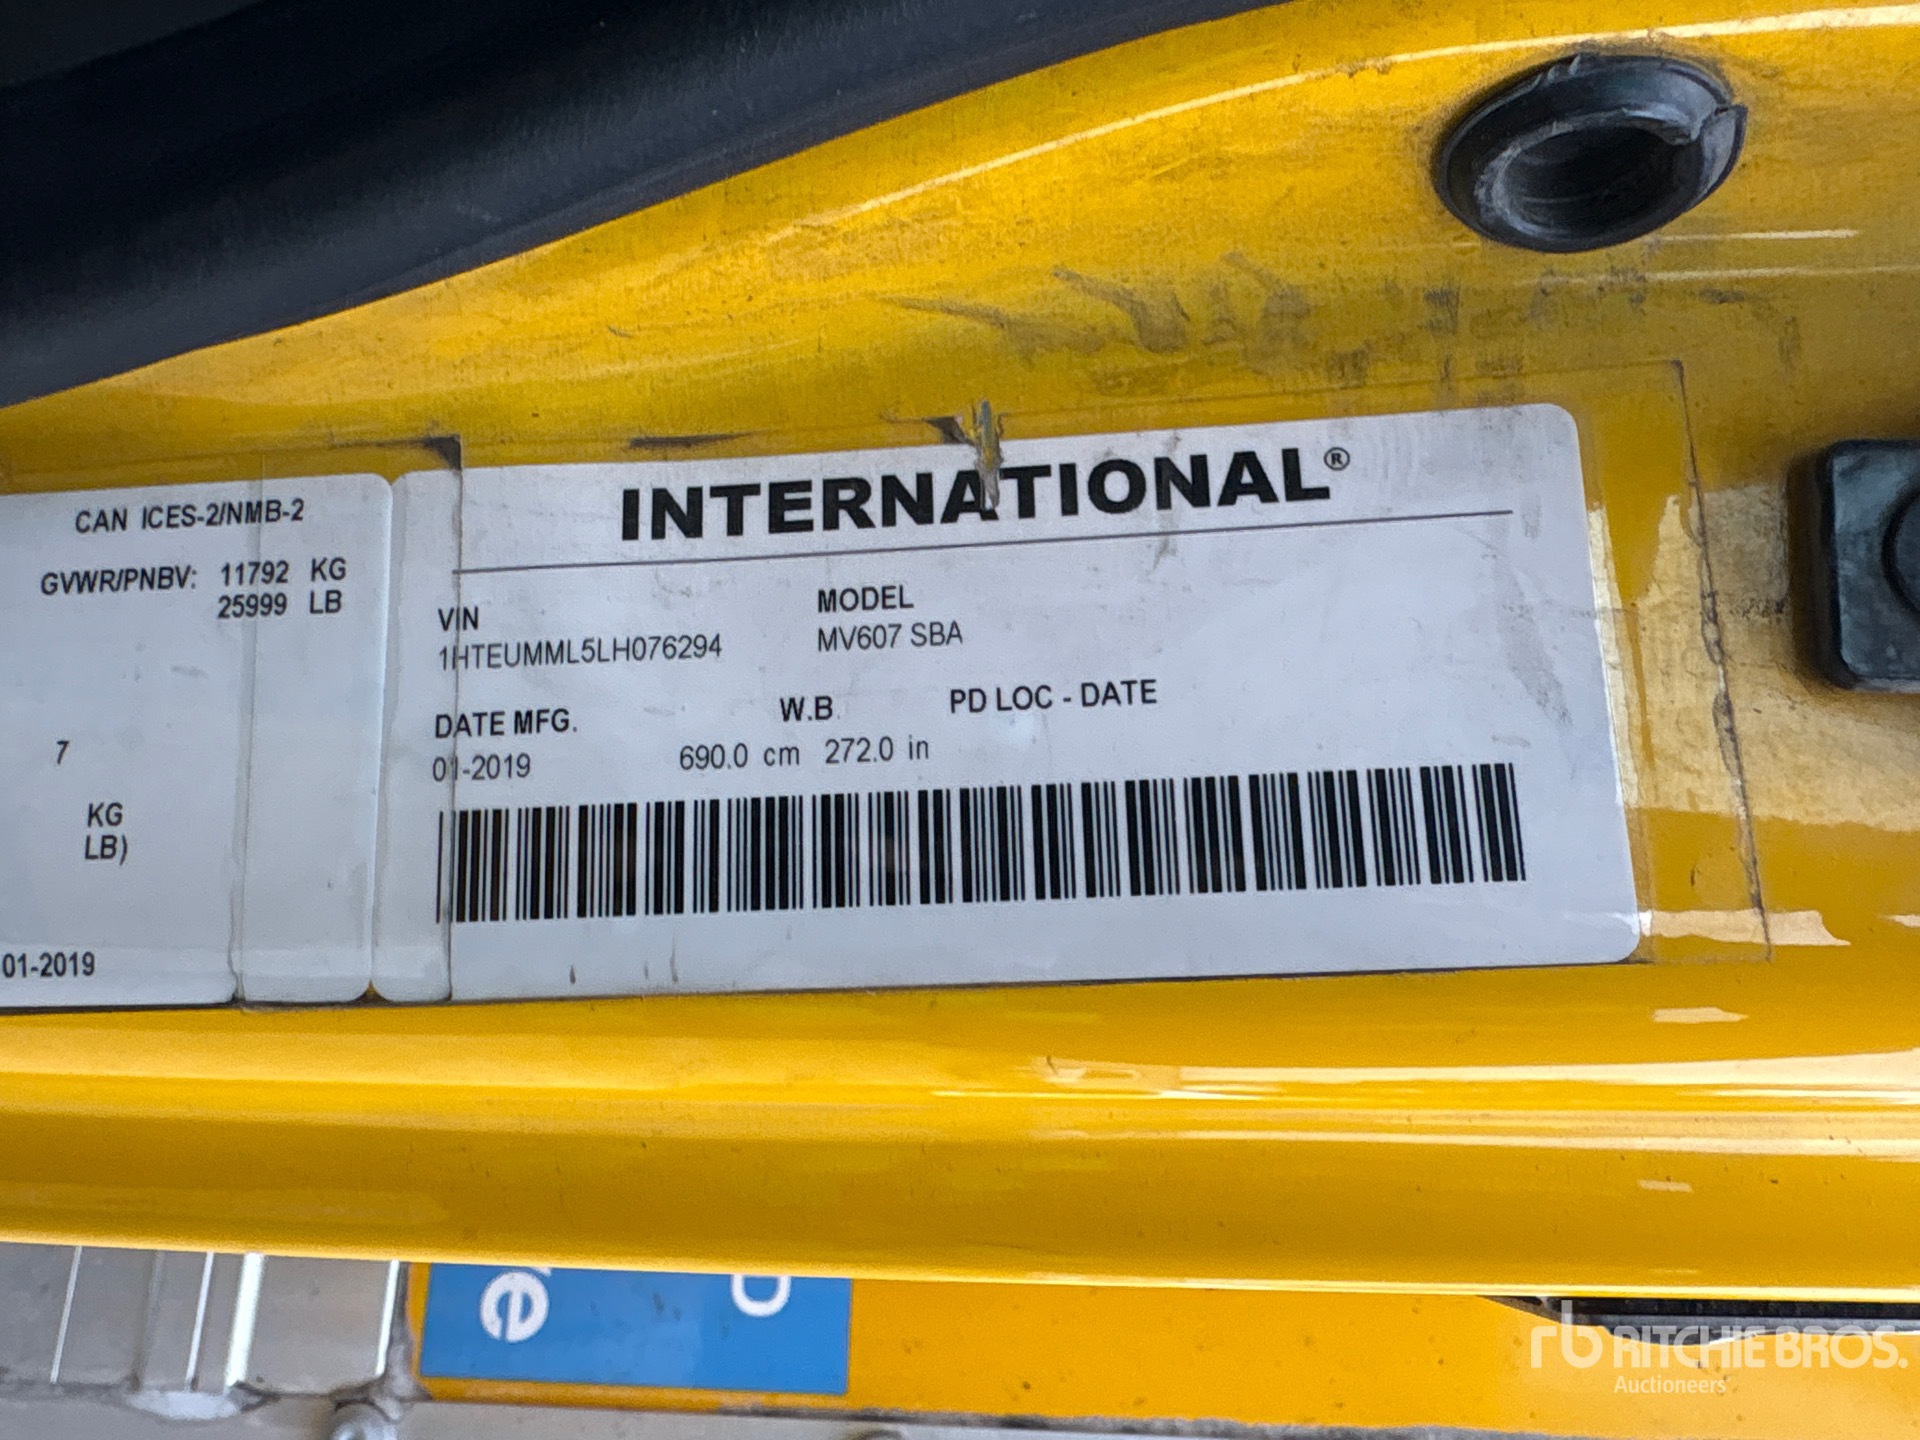 CAN ICES-2/NMB-2
GVWR/PNBV: 11792 KG
25999 LB
7
KG
LB)
01-2019
INTERNATIONAL®
VIN
1HTEUMML5LH076294
MODEL
MV607 SBA
DATE MFG.
01-2019
W.B
690.0 cm 272.0 in
PD LOC - DATE
rb RITCHIE BROS.
Auctioneers